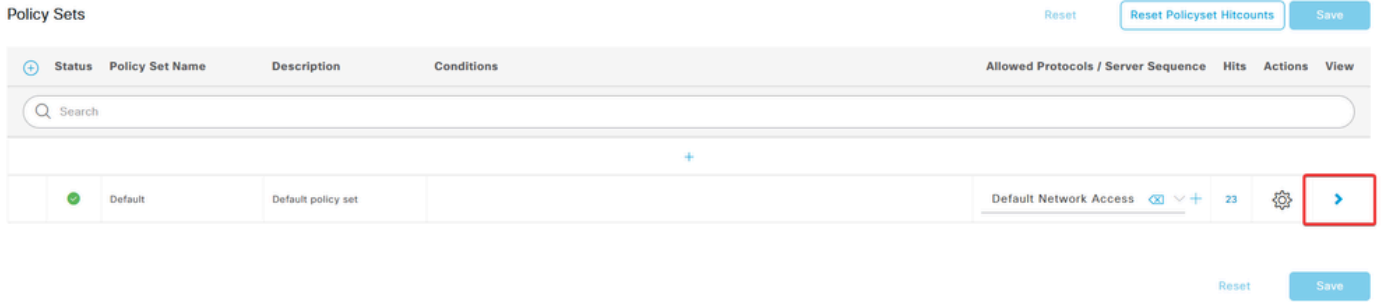 Policy Sets
Reset Reset Policyset Hitcounts Save
Status Policy Set Name Description Conditions Allowed Protocols / Server Sequence Hits Actions View
Search
+
Default Default policy set Default Network Access + 23
Reset Save